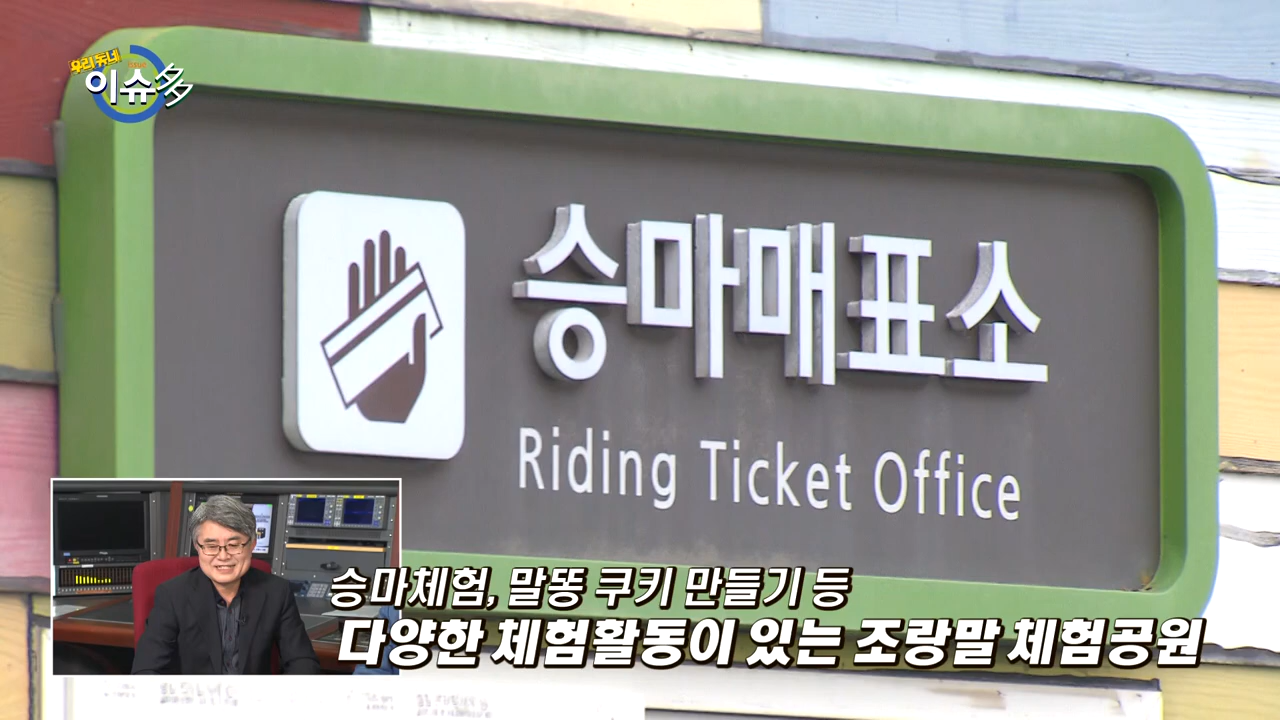 우리동네
이슈多
승마매표소
Riding Ticket Office
승마체험, 말똥 쿠키 만들기 등
다양한 체험활동이 있는 조랑말 체험공원